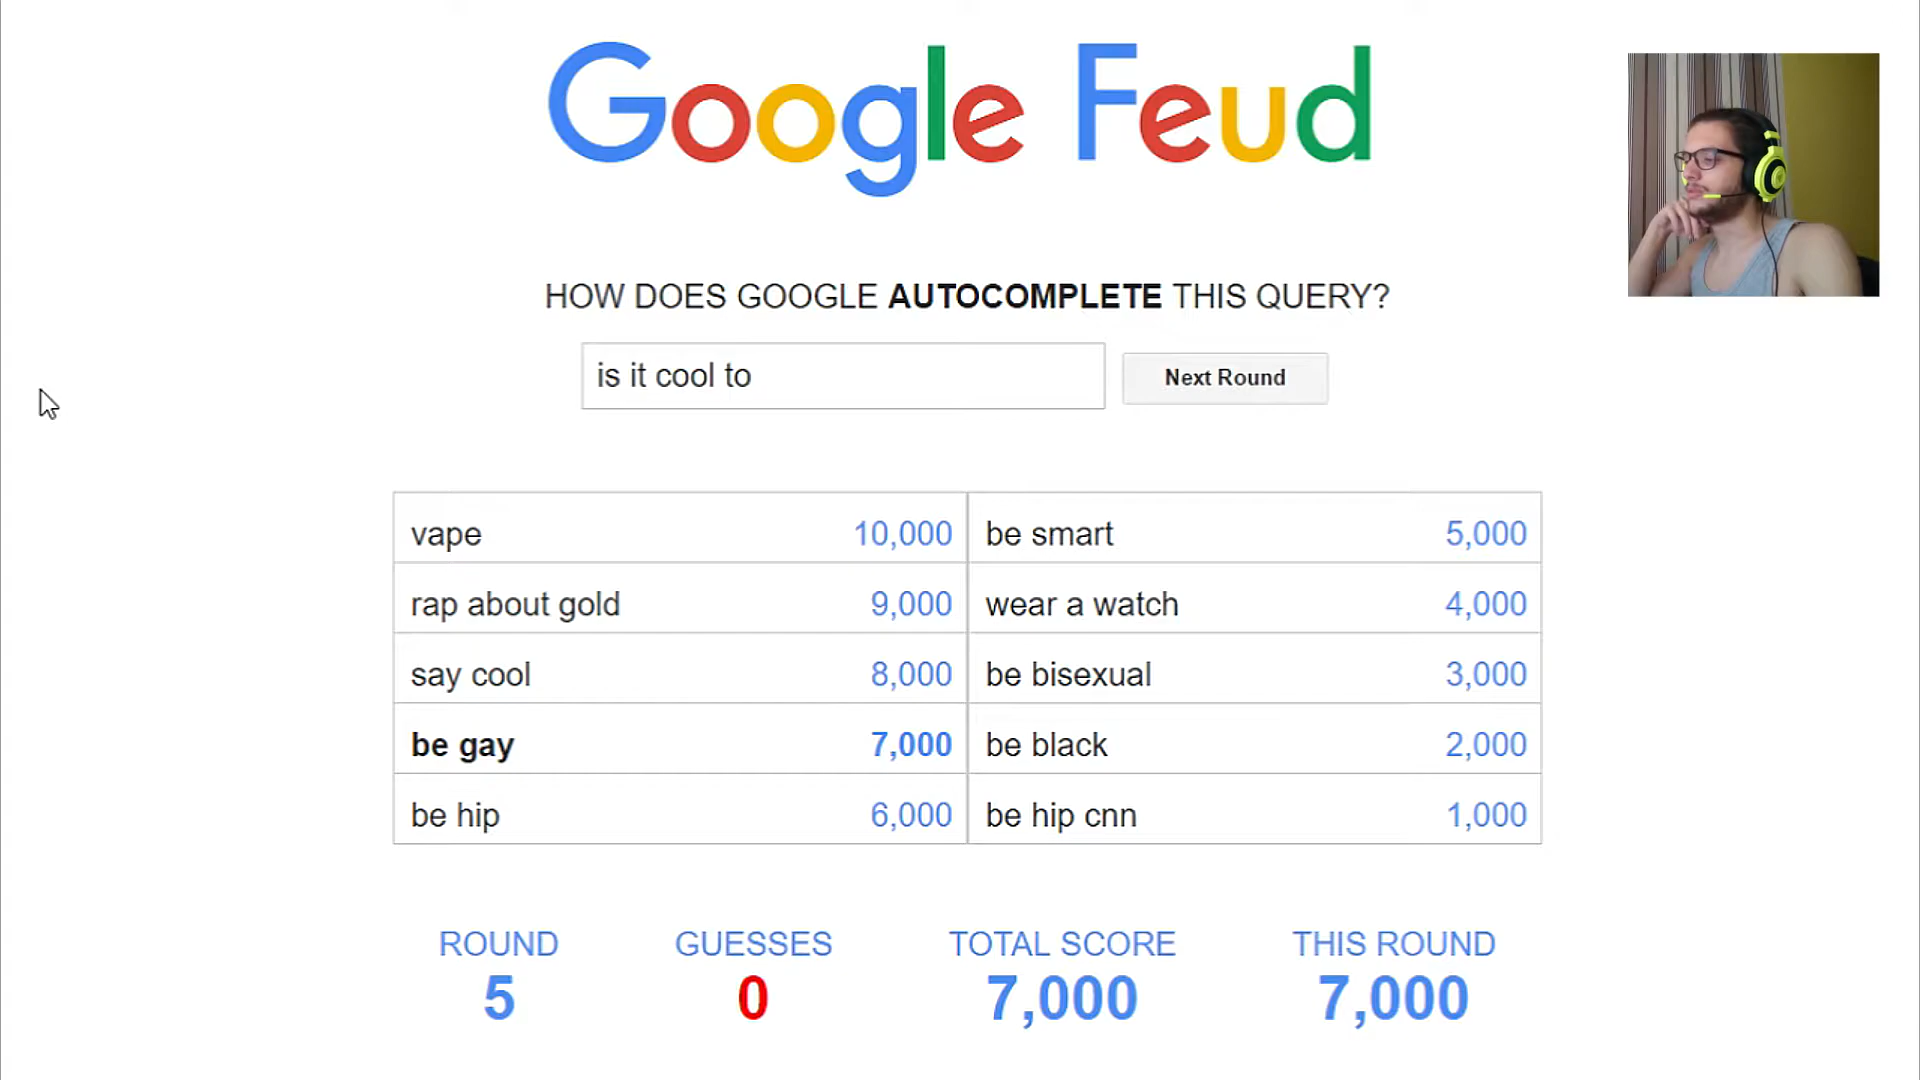 Google Feud
HOW DOES GOOGLE AUTOCOMPLETE THIS QUERY?
is it cool to
Next Round
vape 10,000
rap about gold 9,000
say cool 8,000
be gay 7,000
be hip 6,000
be smart 5,000
wear a watch 4,000
be bisexual 3,000
be black 2,000
be hip cnn 1,000
ROUND GUESSES TOTAL SCORE THIS ROUND
5 0 7,000 7,000